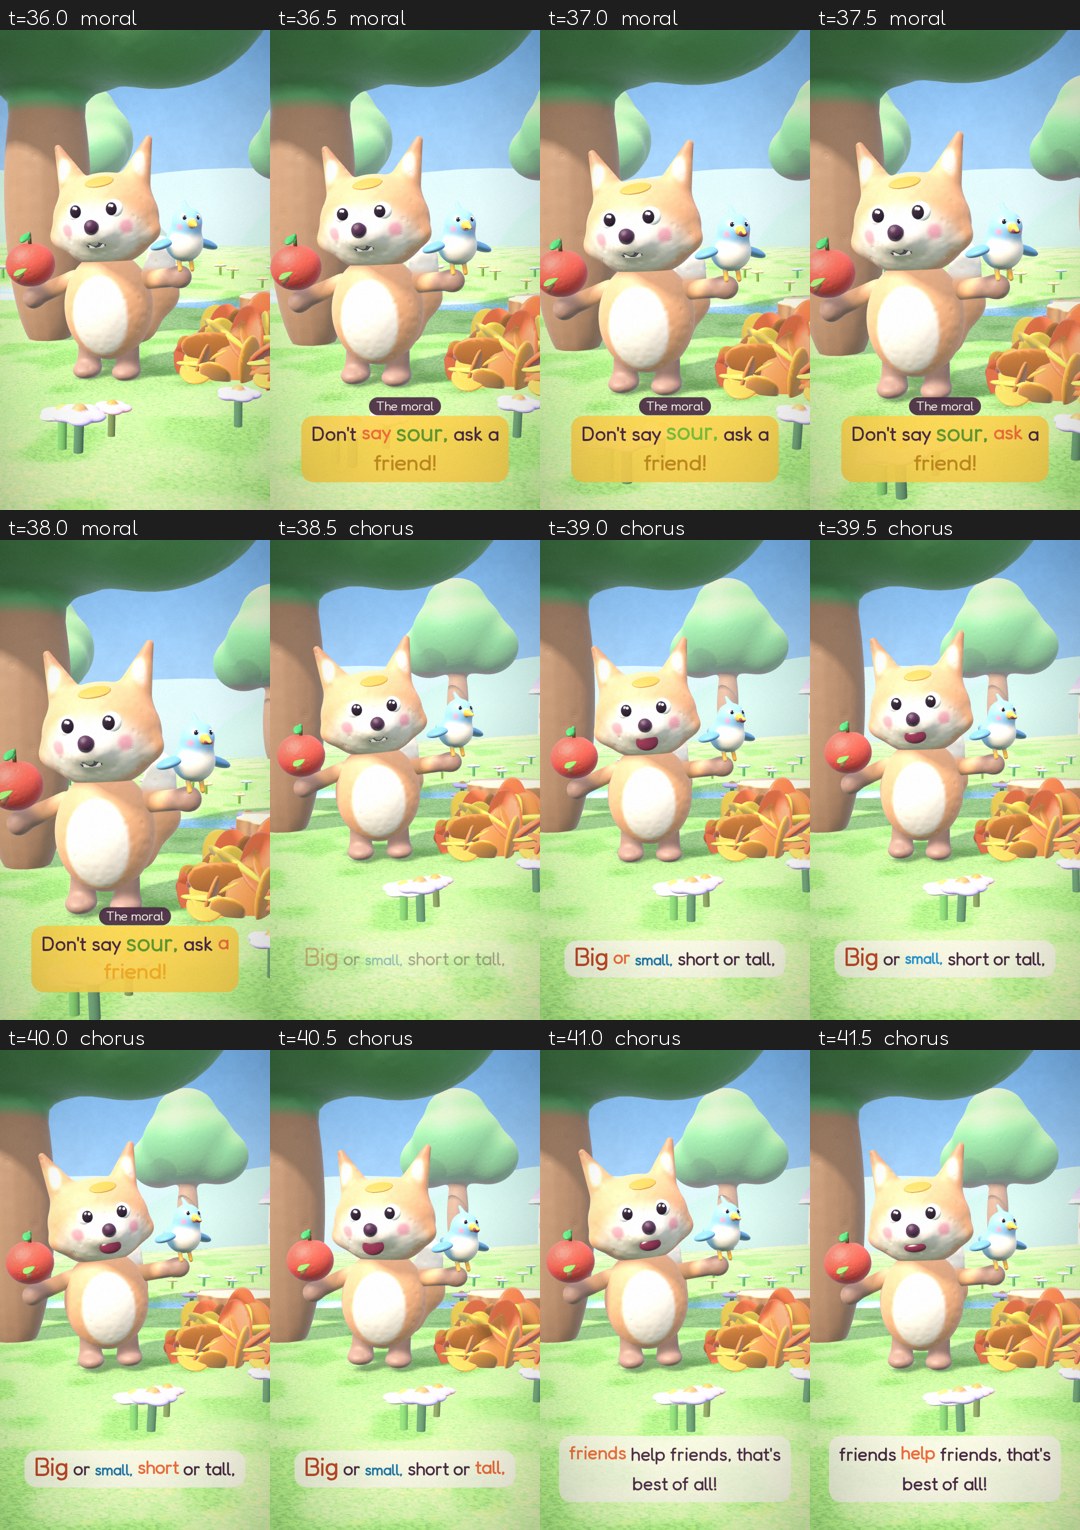 t=36.0 moral
t=36.5 moral
t=37.0 moral
t=37.5 moral
The moral
Don't say sour, ask a
friend!
The moral
Don't say sour, ask a
friend!
The moral
Don't say sour, ask a
friend!
t=38.0 moral
t=38.5 chorus
t=39.0 chorus
t=39.5 chorus
The moral
Don't say sour, ask a
friend!
Big or small, short or tall,
Big or small, short or tall,
Big or small, short or tall,
t=40.0 chorus
t=40.5 chorus
t=41.0 chorus
t=41.5 chorus
Big or small, short or tall,
Big or small, short or tall,
friends help friends, that's
best of all!
friends help friends, that's
best of all!